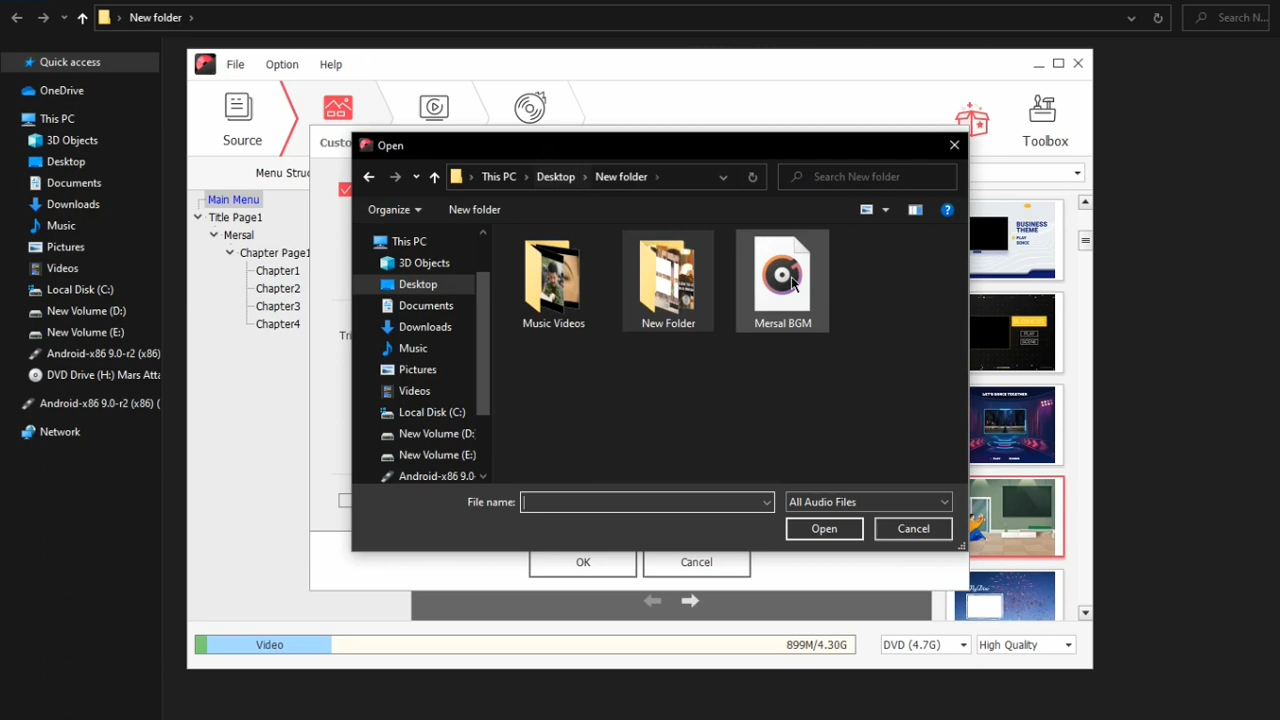 New folder
Search N...
Quick access
OneDrive
This PC
3D Objects
Desktop
Documents
Downloads
Music
Pictures
Videos
Local Disk (C:)
New Volume (D:)
New Volume (E:)
Android-x86 9.0-r2 (x86)
DVD Drive (H:) Mars Atta
Android-x86 9.0-r2 (x86) (
Network
File Option Help
Source
Toolbox
Custo
Menu Struc
Main Menu
Title Page1
Mersal
Chapter Page1
Chapter1
Chapter2
Chapter3
Chapter4
Tri
Open
This PC
Desktop
New folder
Search New folder
Organize
New folder
This PC
3D Objects
Desktop
Documents
Downloads
Music
Pictures
Videos
Local Disk (C:)
New Volume (D:
New Volume (E:)
Android-x86 9.0-
Music Videos
New Folder
Mersal BGM
File name:
All Audio Files
Open
Cancel
OK
Cancel
BUSINESS
THEME
PLAY
SCENE
LET'S DANCE TOGETHER
Video
899M/4.30G
DVD (4.7G)
High Quality